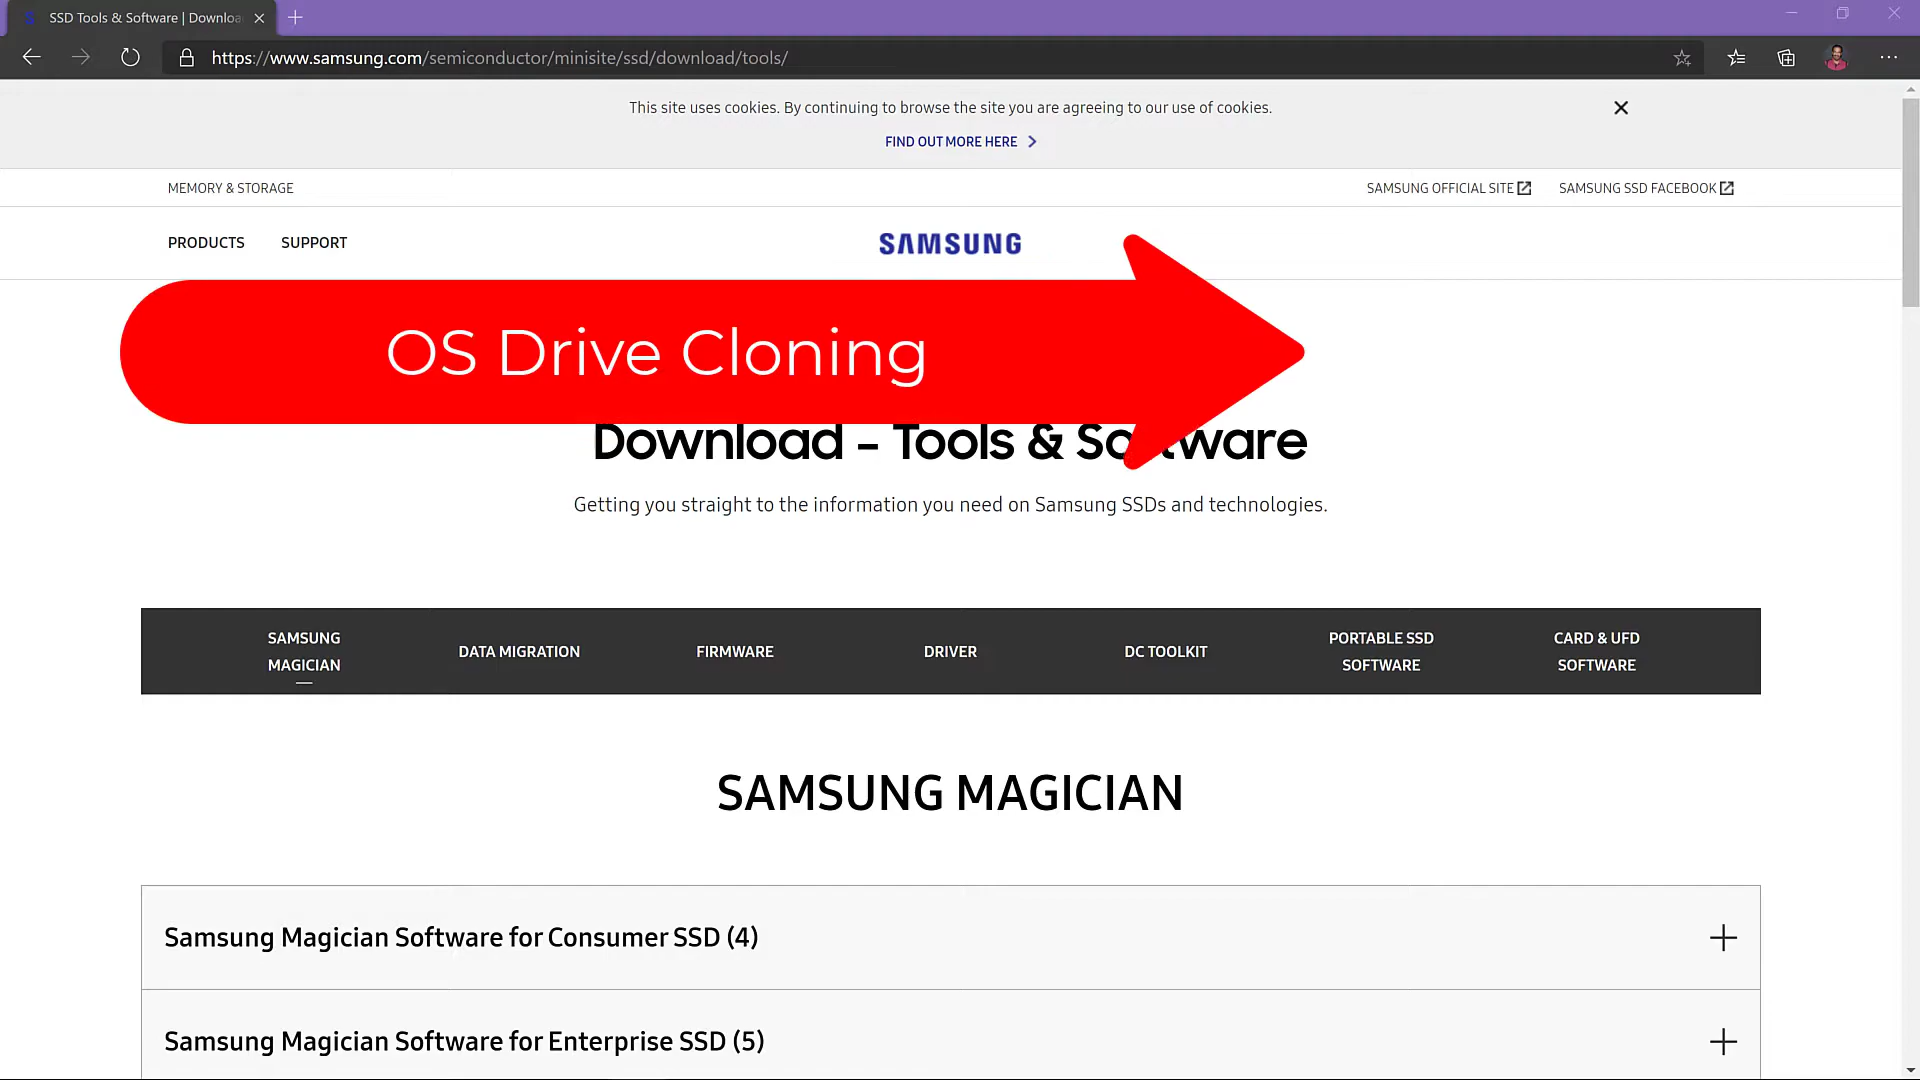 SSD Tools & Software | Downloa
https://www.samsung.com/semiconductor/minisite/ssd/download/tools/
This site uses cookies. By continuing to browse the site you are agreeing to our use of cookies.
FIND OUT MORE HERE
MEMORY & STORAGE
SAMSUNG OFFICIAL SITE
SAMSUNG SSD FACEBOOK
PRODUCTS
SUPPORT
SAMSUNG
OS Drive Cloning
Download - Tools & Software
Getting you straight to the information you need on Samsung SSDs and technologies.
SAMSUNG
MAGICIAN
DATA MIGRATION
FIRMWARE
DRIVER
DC TOOLKIT
PORTABLE SSD
SOFTWARE
CARD & UFD
SOFTWARE
SAMSUNG MAGICIAN
Samsung Magician Software for Consumer SSD (4)
Samsung Magician Software for Enterprise SSD (5)